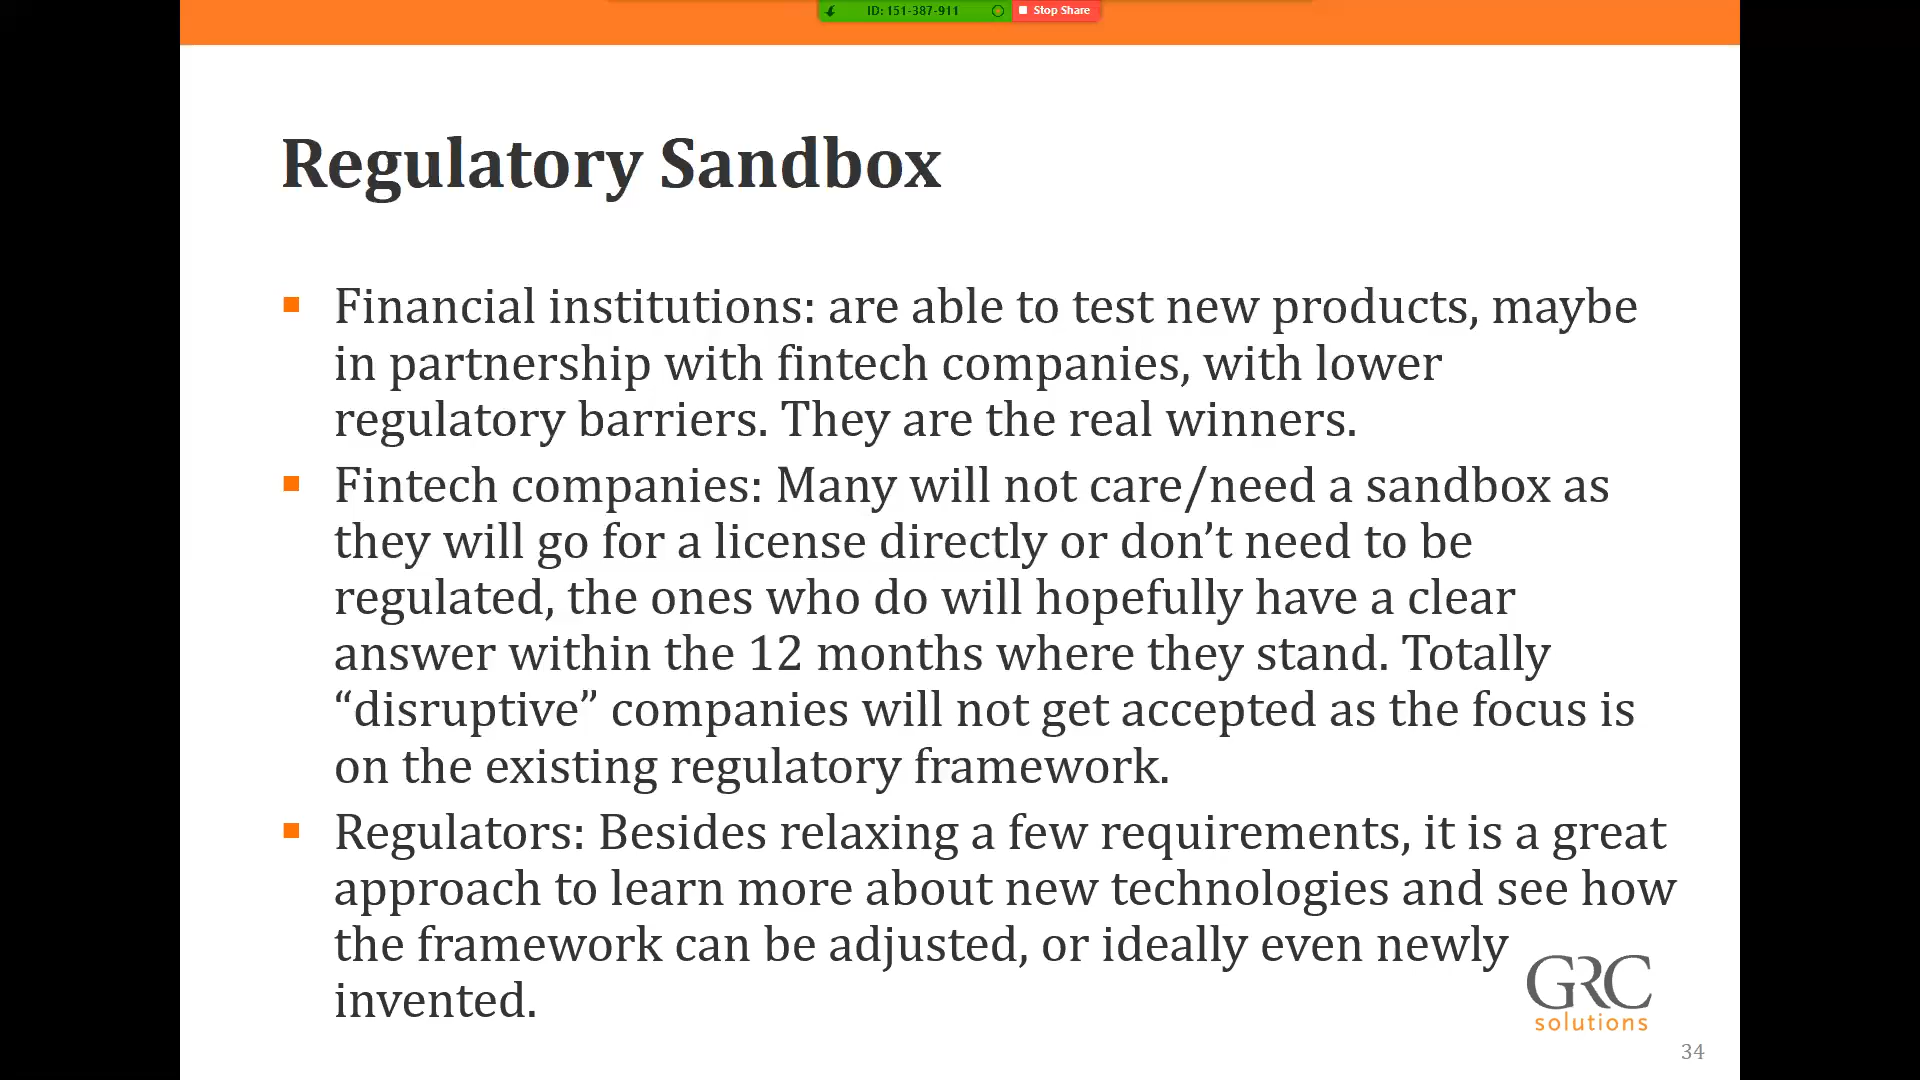 ID: 151-387-911
Stop Share
Regulatory Sandbox
Financial institutions: are able to test new products, maybe
in partnership with fintech companies, with lower
regulatory barriers. They are the real winners.
Fintech companies: Many will not care/need a sandbox as
they will go for a license directly or don’t need to be
regulated, the ones who do will hopefully have a clear
answer within the 12 months where they stand. Totally
“disruptive” companies will not get accepted as the focus is
on the existing regulatory framework.
Regulators: Besides relaxing a few requirements, it is a great
approach to learn more about new technologies and see how
the framework can be adjusted, or ideally even newly
invented.
GRC
solutions
34